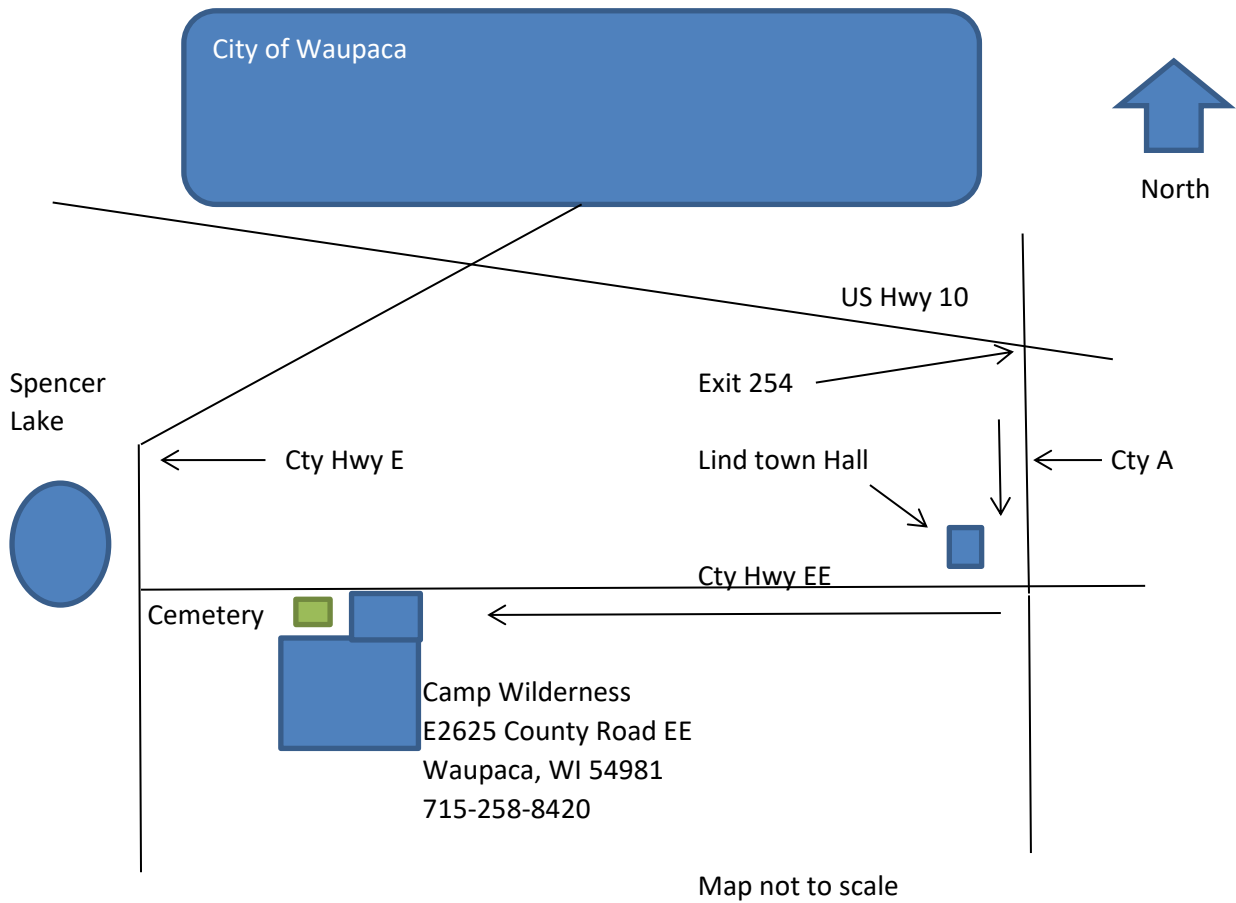 City of Waupaca
North
US Hwy 10
Exit 254
Spencer
Lake
Cty Hwy E
Lind town Hall
Cty A
Cty Hwy EE
Cemetery
Camp Wilderness
E2625 County Road EE
Waupaca, WI 54981
715-258-8420
Map not to scale